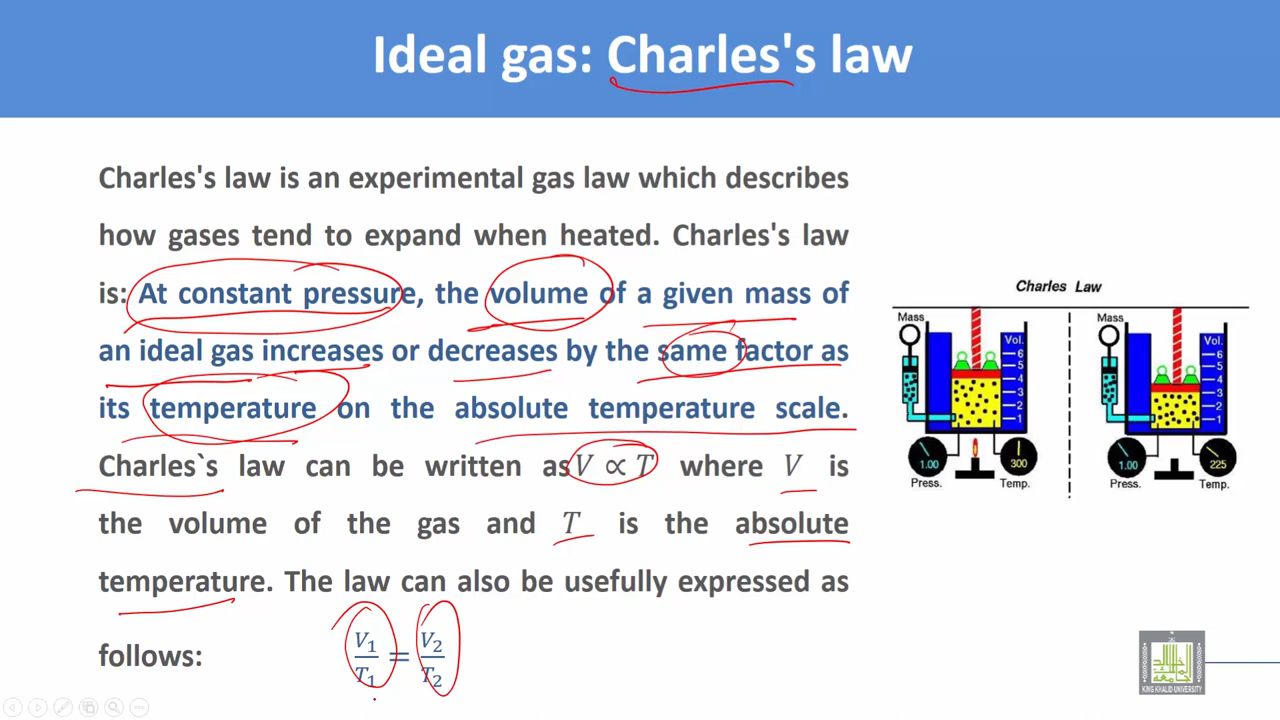 Ideal gas: Charles's law
Charles's law is an experimental gas law which describes
how gases tend to expand when heated. Charles's law
is: At constant pressure, the volume of a given mass of
an ideal gas increases or decreases by the same factor as
its temperature on the absolute temperature scale.
Charles`s law can be written as V ∝ T where V is
the volume of the gas and T is the absolute
temperature. The law can also be usefully expressed as
follows: V₁/T₁ = V₂/T₂
Charles Law
Mass
Vol.
6
5
4
3
2
1
1.00
300
Press.
Temp.
Mass
Vol.
6
5
4
3
2
1
1.00
225
Press.
Temp.
KING KHALID UNIVERSITY